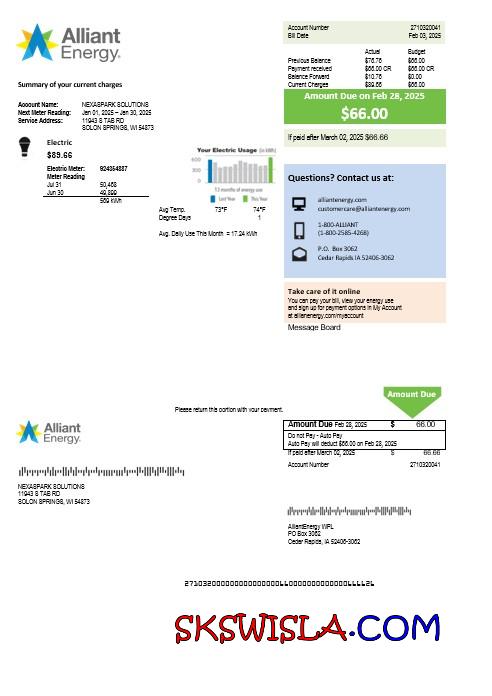 Alliant
Energy.
Account Number 2710320041
Bill Date Feb 03, 2025
Actual Budget
Previous Balance $76.76 $66.00
Payment received $66.00 CR $66.00 CR
Balance Forward $10.76 $0.00
Current Charges $89.66 $66.00
Amount Due on Feb 28, 2025
$66.00
If paid after March 02, 2025 $66.66
Summary of your current charges
Account Name: NEXASPARK SOLUTIONS
Next Meter Reading: Jan 01, 2025 – Jan 30, 2025
Service Address: 11943 S TAB RD
SOLON SPRINGS, WI 54873
Electric
$89.66
Electric Meter: 924354887
Meter Reading
Jul 31 50,468
Jun 30 49,899
569 kWh
Your Electric Usage (in kWh)
600
300
0
13 months of energy use
Last Year This Year
Avg Temp. 73°F 74°F
Degree Days 1
Avg. Daily Use This Month = 17.24 kWh
Questions? Contact us at:
alliantenergy.com
customercare@alliantenergy.com
1-800-ALLIANT
(1-800-2585-4268)
P.O. Box 3062
Cedar Rapids IA 52406-3062
Take care of it online
You can pay your bill, view your energy use
and sign up for payment options in My Account
at alliantenergy.com/myaccount
Message Board
Amount Due
Please return this portion with your payment.
Alliant
Energy.
Amount Due Feb 28, 2025 $ 66.00
Do not Pay - Auto Pay
Auto Pay will deduct $66.00 on Feb 28, 2025
If paid after March 02, 2025 $ 66.66
Account Number 2710320041
NEXASPARK SOLUTIONS
11943 S TAB RD
SOLON SPRINGS, WI 54873
AlliantEnergy WPL
PO Box 3062
Cedar Rapids, IA 52406-3062
SKSWISLA.COM